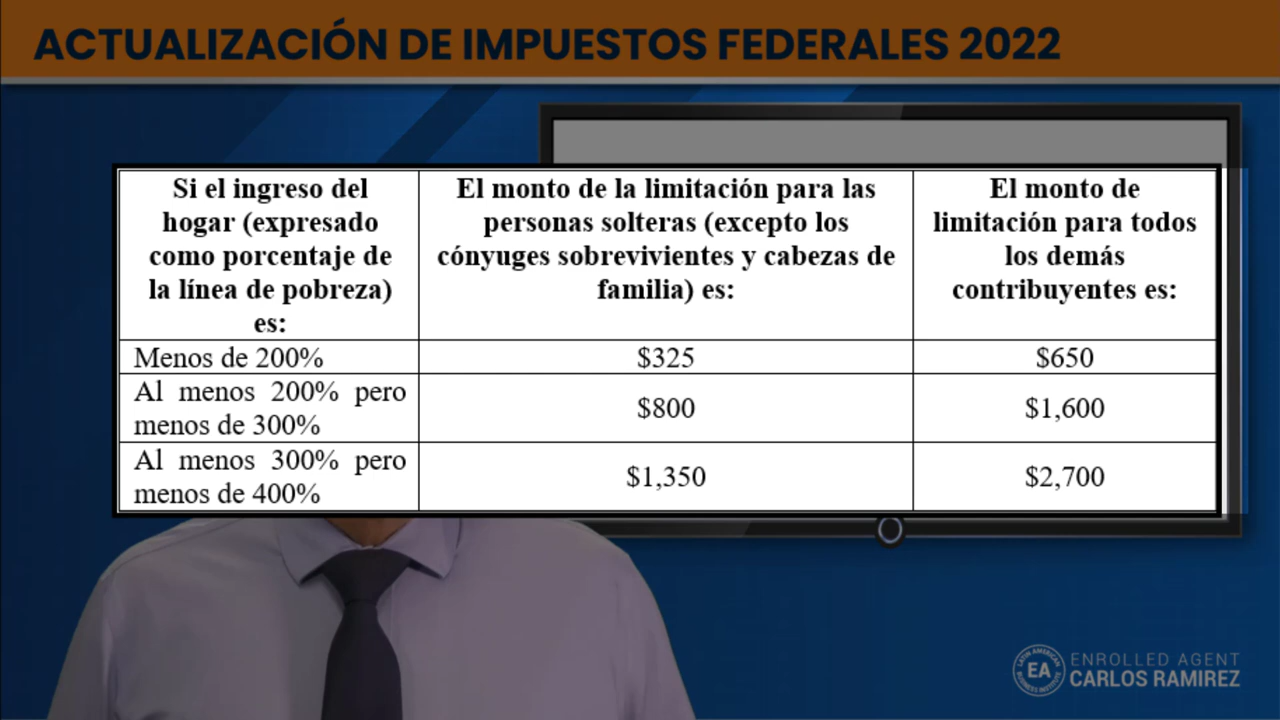 ACTUALIZACIÓN DE IMPUESTOS FEDERALES 2022
Si el ingreso del
hogar (expresado
como porcentaje de
la línea de pobreza)
es:
El monto de la limitación para las
personas solteras (excepto los
cónyuges sobrevivientes y cabezas de
familia) es:
El monto de
limitación para todos
los demás
contribuyentes es:
Menos de 200%
$325
$650
Al menos 200% pero
menos de 300%
$800
$1,600
Al menos 300% pero
menos de 400%
$1,350
$2,700
LATIN AMERICAN
EA
BUSINESS INSTITUTE
ENROLLED AGENT
CARLOS RAMIREZ